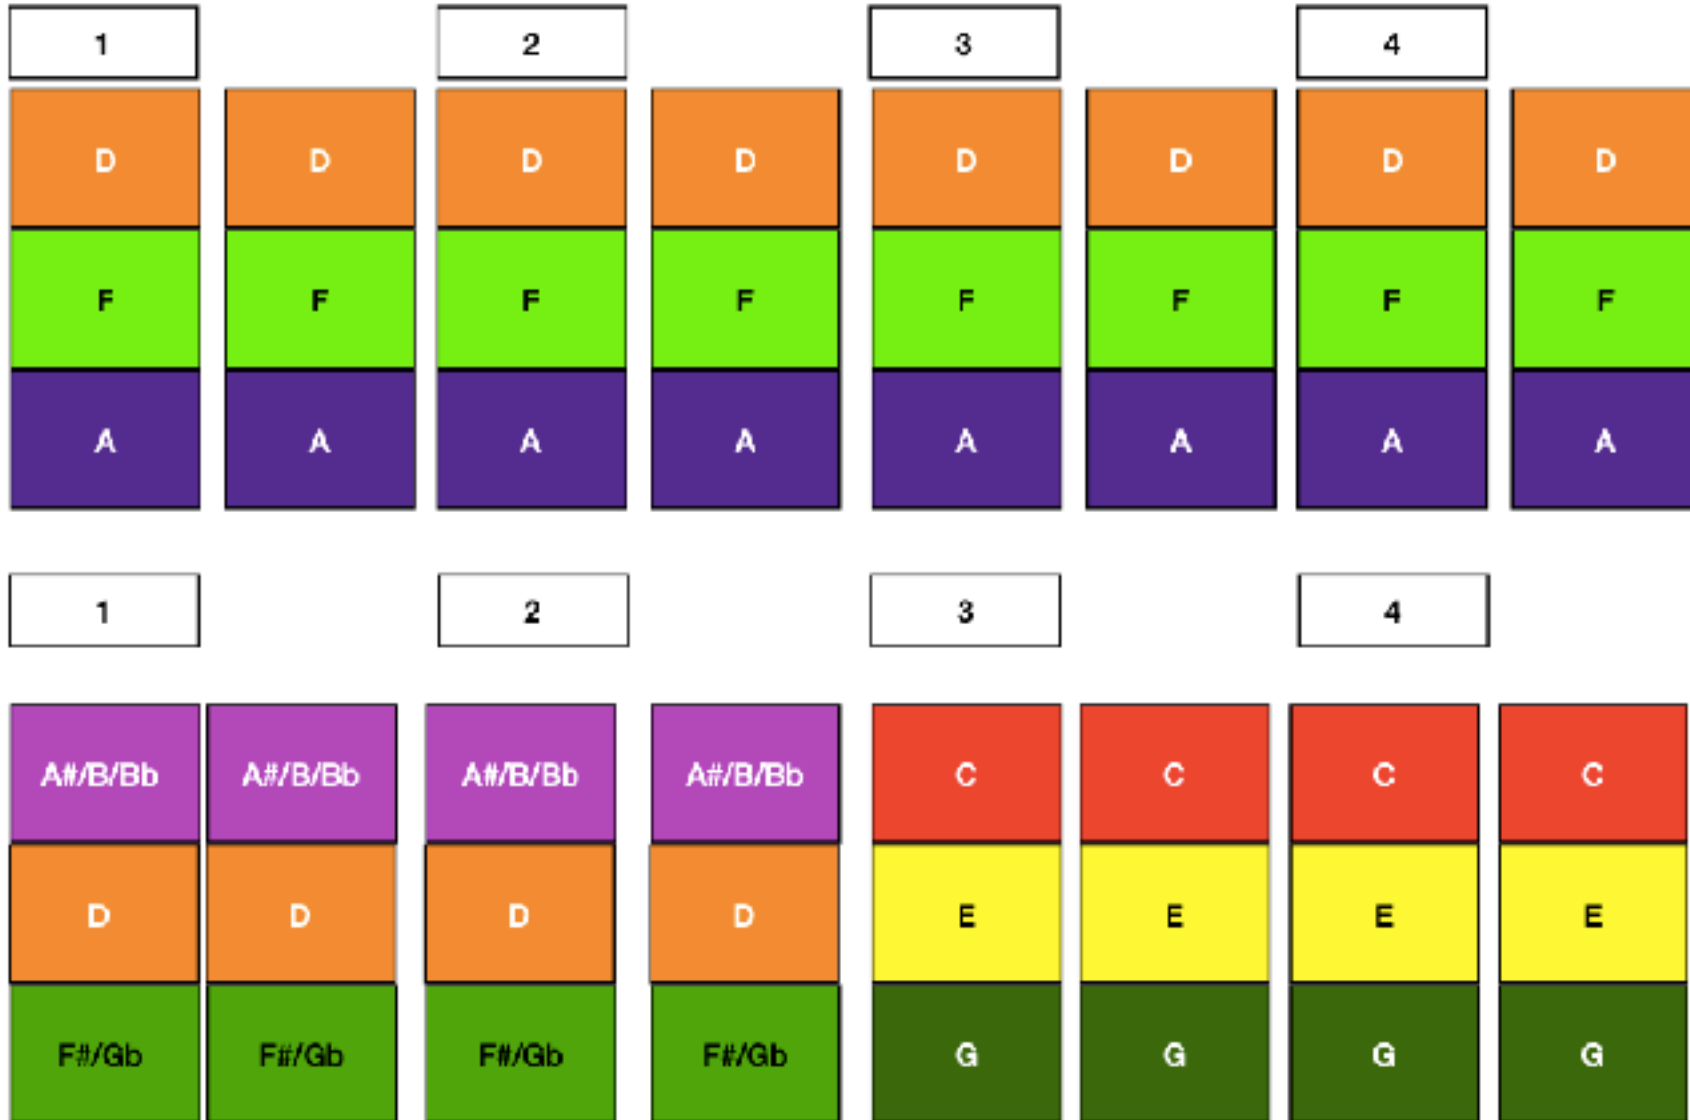 1 2 3 4
D D D D D D D D
F F F F F F F F
A A A A A A A A
1 2 3 4
A#/B/Bb A#/B/Bb A#/B/Bb A#/B/Bb C C C C
D D D D E E E E
F#/Gb F#/Gb F#/Gb F#/Gb G G G G